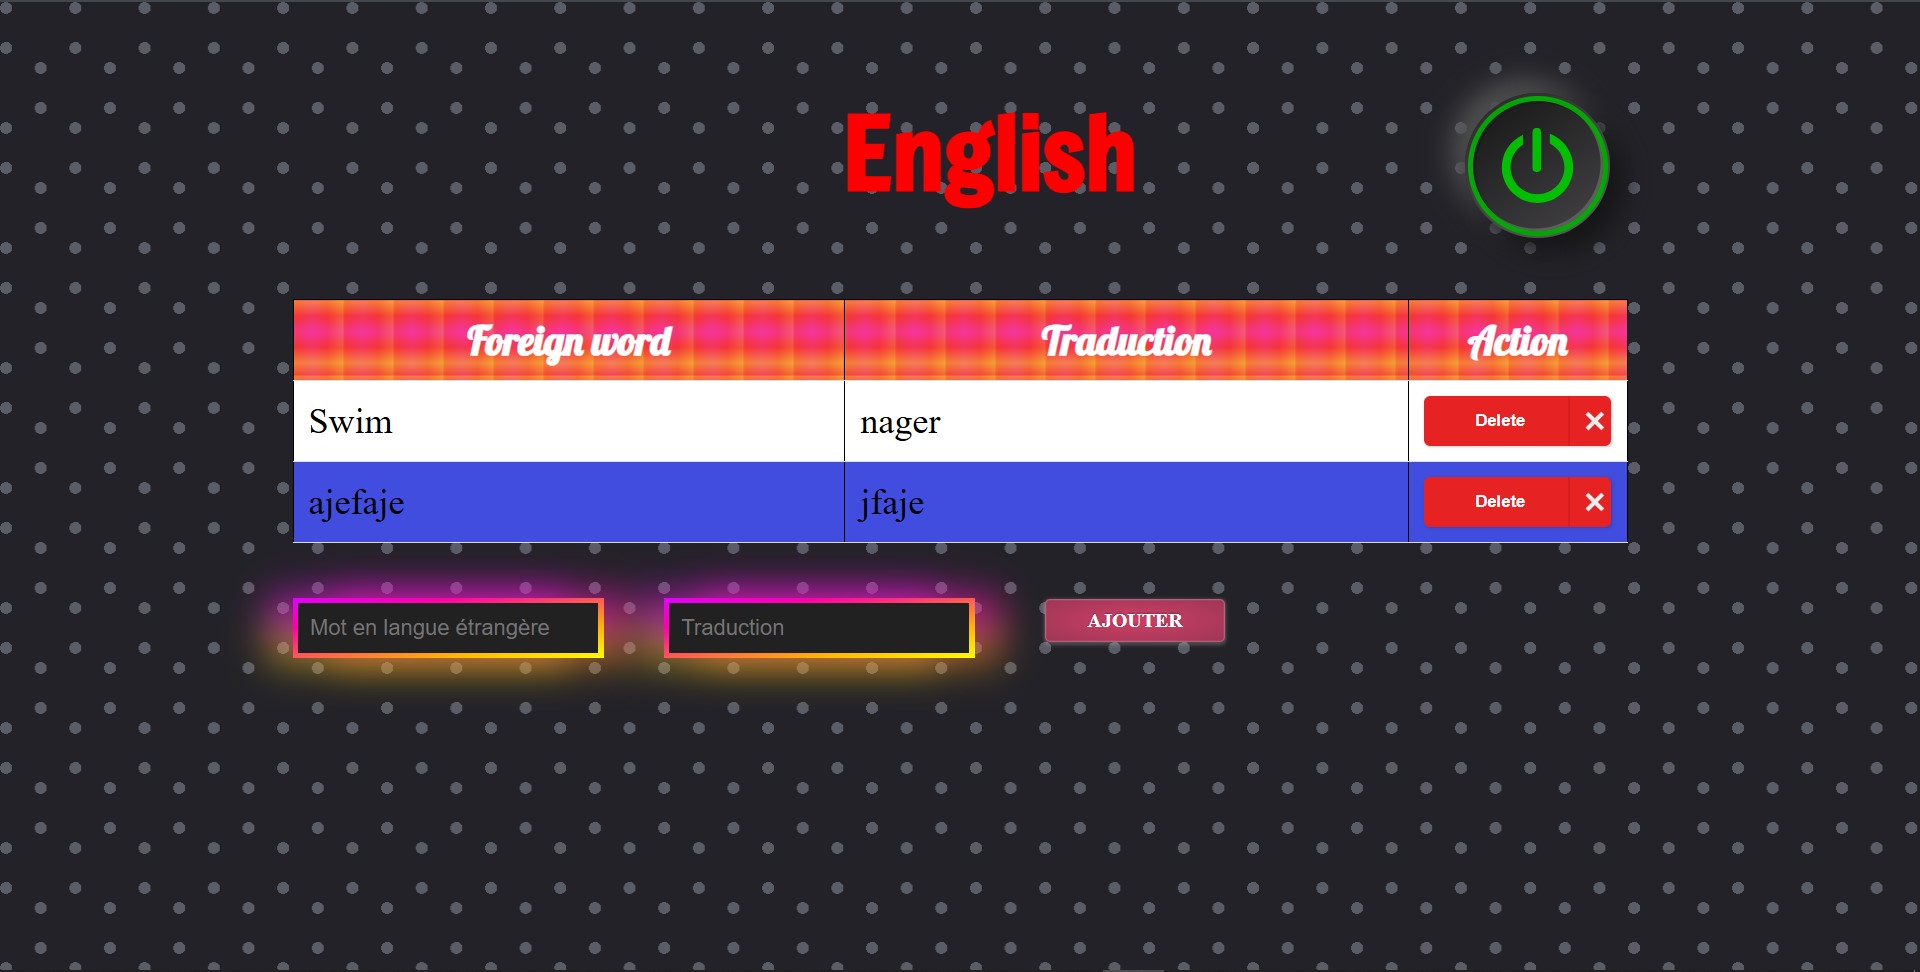 English
Foreign word Traduction Action
Swim nager Delete
ajefaje jfaje Delete
Mot en langue étrangère Traduction AJOUTER